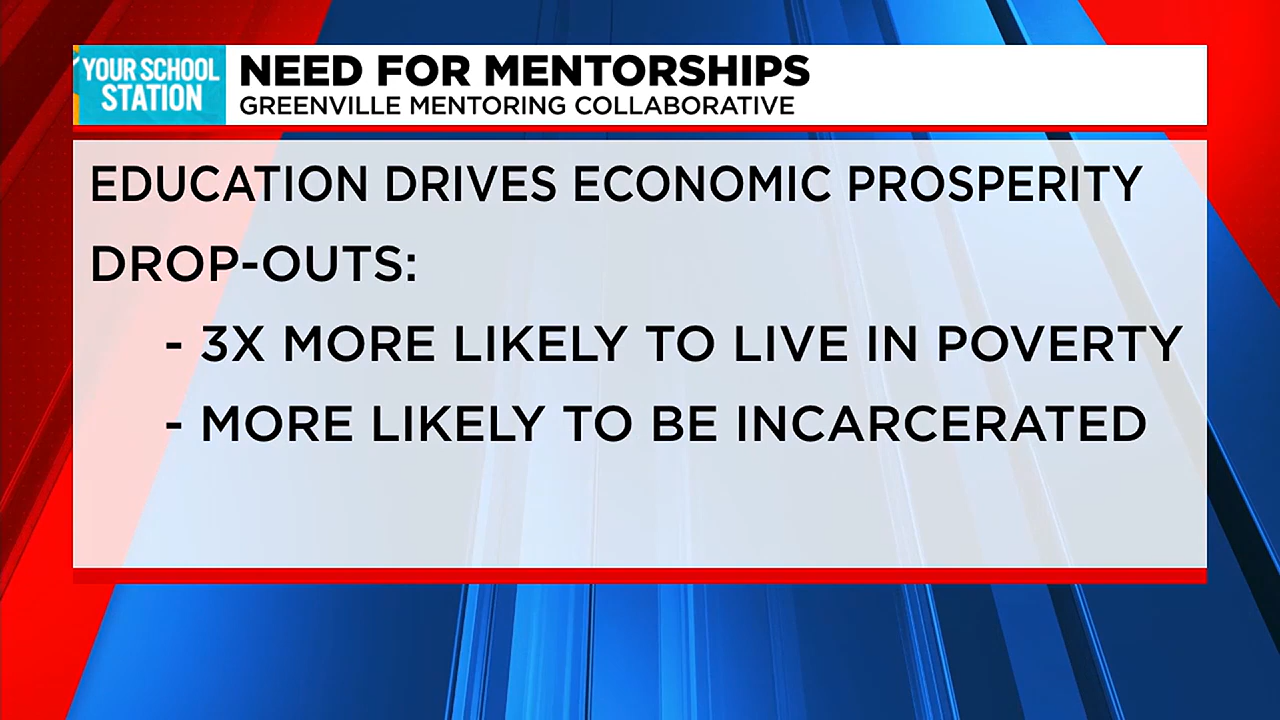 YOUR SCHOOL
STATION
NEED FOR MENTORSHIPS
GREENVILLE MENTORING COLLABORATIVE
EDUCATION DRIVES ECONOMIC PROSPERITY
DROP-OUTS:
- 3X MORE LIKELY TO LIVE IN POVERTY
- MORE LIKELY TO BE INCARCERATED